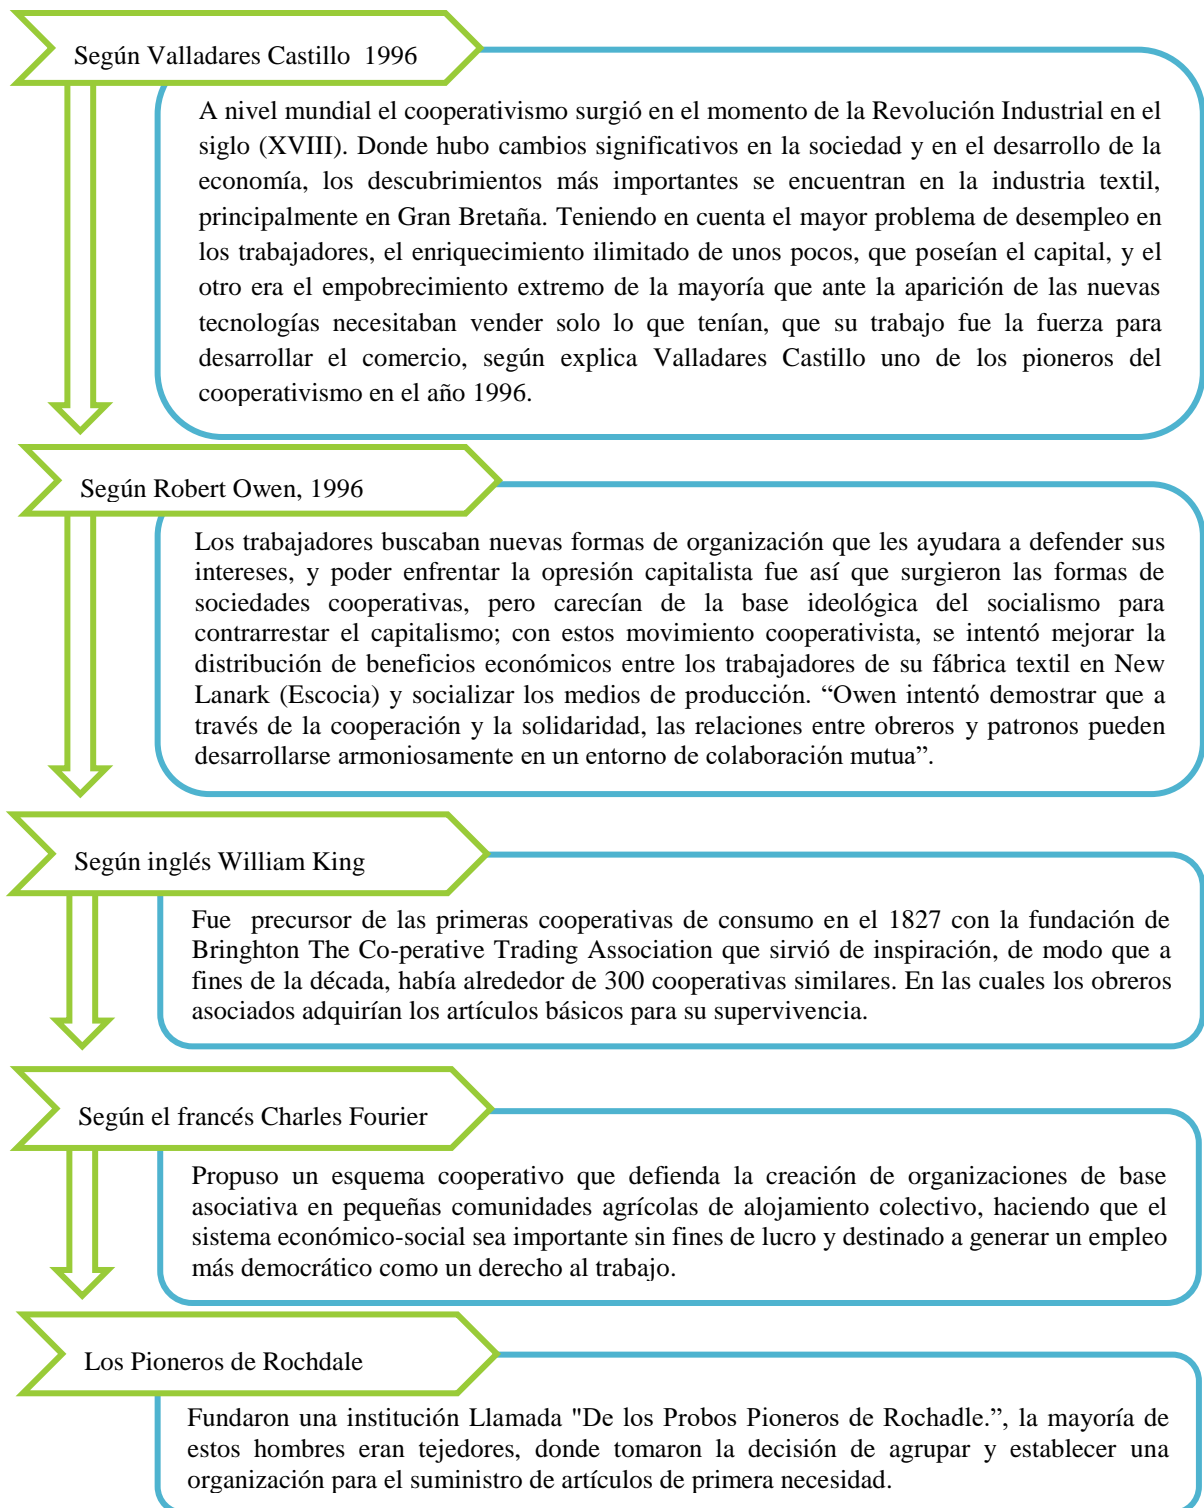 Según Valladares Castillo  1996
A nivel mundial el cooperativismo surgió en el momento de la Revolución Industrial en el
siglo (XVIII). Donde hubo cambios significativos en la sociedad y en el desarrollo de la
economía, los descubrimientos más importantes se encuentran en la industria textil,
principalmente en Gran Bretaña. Teniendo en cuenta el mayor problema de desempleo en
los trabajadores, el enriquecimiento ilimitado de unos pocos, que poseían el capital, y el
otro era el empobrecimiento extremo de la mayoría que ante la aparición de las nuevas
tecnologías necesitaban vender solo lo que tenían, que su trabajo fue la fuerza para
desarrollar el comercio, según explica Valladares Castillo uno de los pioneros del
cooperativismo en el año 1996.
Según Robert Owen, 1996
Los trabajadores buscaban nuevas formas de organización que les ayudara a defender sus
intereses, y poder enfrentar la opresión capitalista fue así que surgieron las formas de
sociedades cooperativas, pero carecían de la base ideológica del socialismo para
contrarrestar el capitalismo; con estos movimiento cooperativista, se intentó mejorar la
distribución de beneficios económicos entre los trabajadores de su fábrica textil en New
Lanark (Escocia) y socializar los medios de producción. “Owen intentó demostrar que a
través de la cooperación y la solidaridad, las relaciones entre obreros y patronos pueden
desarrollarse armoniosamente en un entorno de colaboración mutua”.
Según inglés William King
Fue  precursor de las primeras cooperativas de consumo en el 1827 con la fundación de
Bringhton The Co-perative Trading Association que sirvió de inspiración, de modo que a
fines de la década, había alrededor de 300 cooperativas similares. En las cuales los obreros
asociados adquirían los artículos básicos para su supervivencia.
Según el francés Charles Fourier
Propuso un esquema cooperativo que defienda la creación de organizaciones de base
asociativa en pequeñas comunidades agrícolas de alojamiento colectivo, haciendo que el
sistema económico-social sea importante sin fines de lucro y destinado a generar un empleo
más democrático como un derecho al trabajo.
Los Pioneros de Rochdale
Fundaron una institución Llamada "De los Probos Pioneros de Rochadle.”, la mayoría de
estos hombres eran tejedores, donde tomaron la decisión de agrupar y establecer una
organización para el suministro de artículos de primera necesidad.